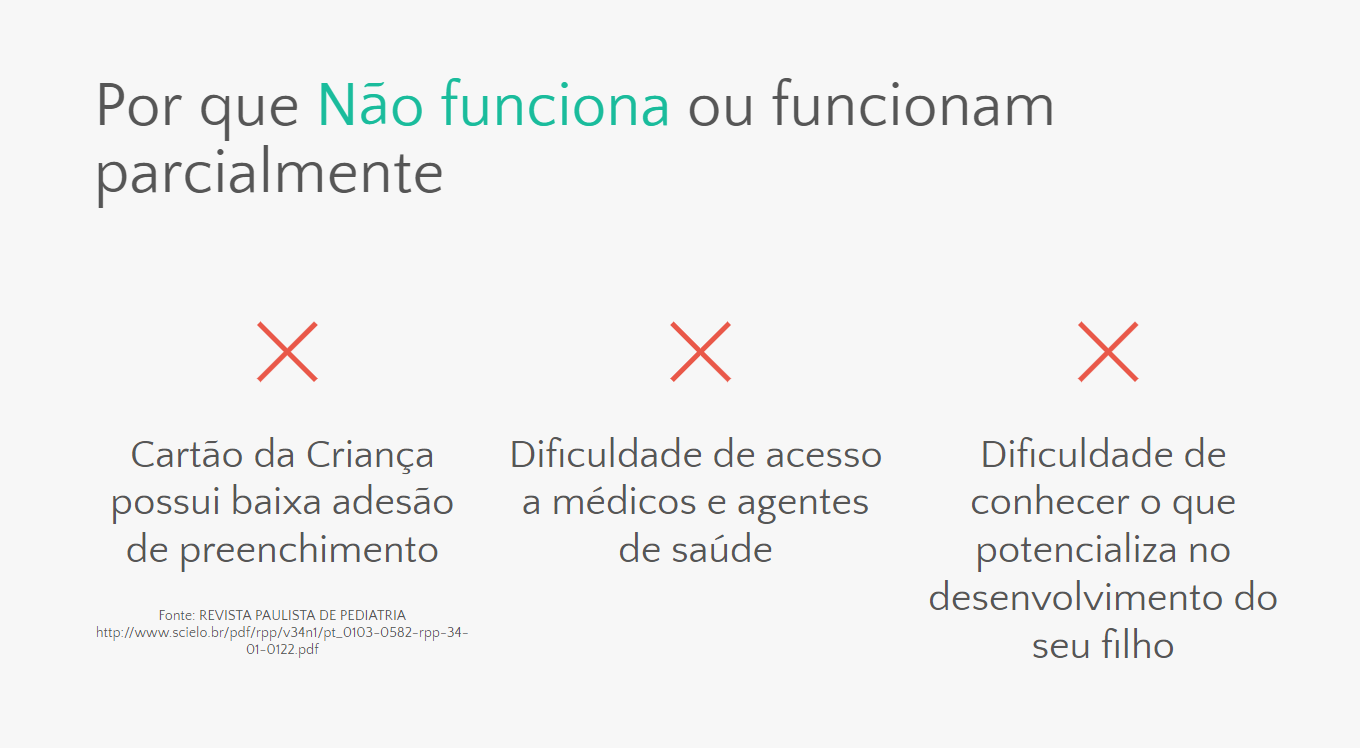 Por que Não funciona ou funcionam
parcialmente
Cartão da Criança
possui baixa adesão
de preenchimento
Fonte: REVISTA PAULISTA DE PEDIATRIA
http://www.scielo.br/pdf/rpp/v34n1/pt_0103-0582-rpp-34-
01-0122.pdf
Dificuldade de acesso
a médicos e agentes
de saúde
Dificuldade de
conhecer o que
potencializa no
desenvolvimento do
seu filho